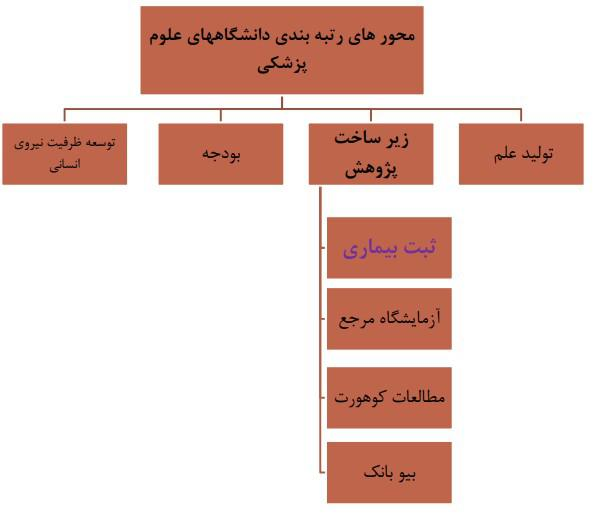 محور های رتبه بندی دانشگاههای علوم
پزشکی
تولید علم
زیر ساخت
پژوهش
بودجه
توسعه ظرفیت نیروی
انسانی
ثبت بیماری
آزمایشگاه مرجع
مطالعات کوهورت
بیو بانک